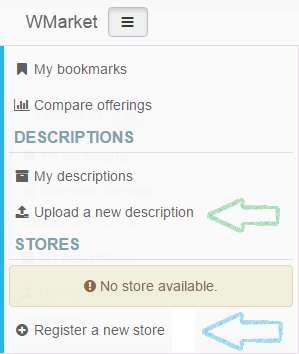 WMarket
My bookmarks
Compare offerings
DESCRIPTIONS
My descriptions
Upload a new description
STORES
No store available.
Register a new store